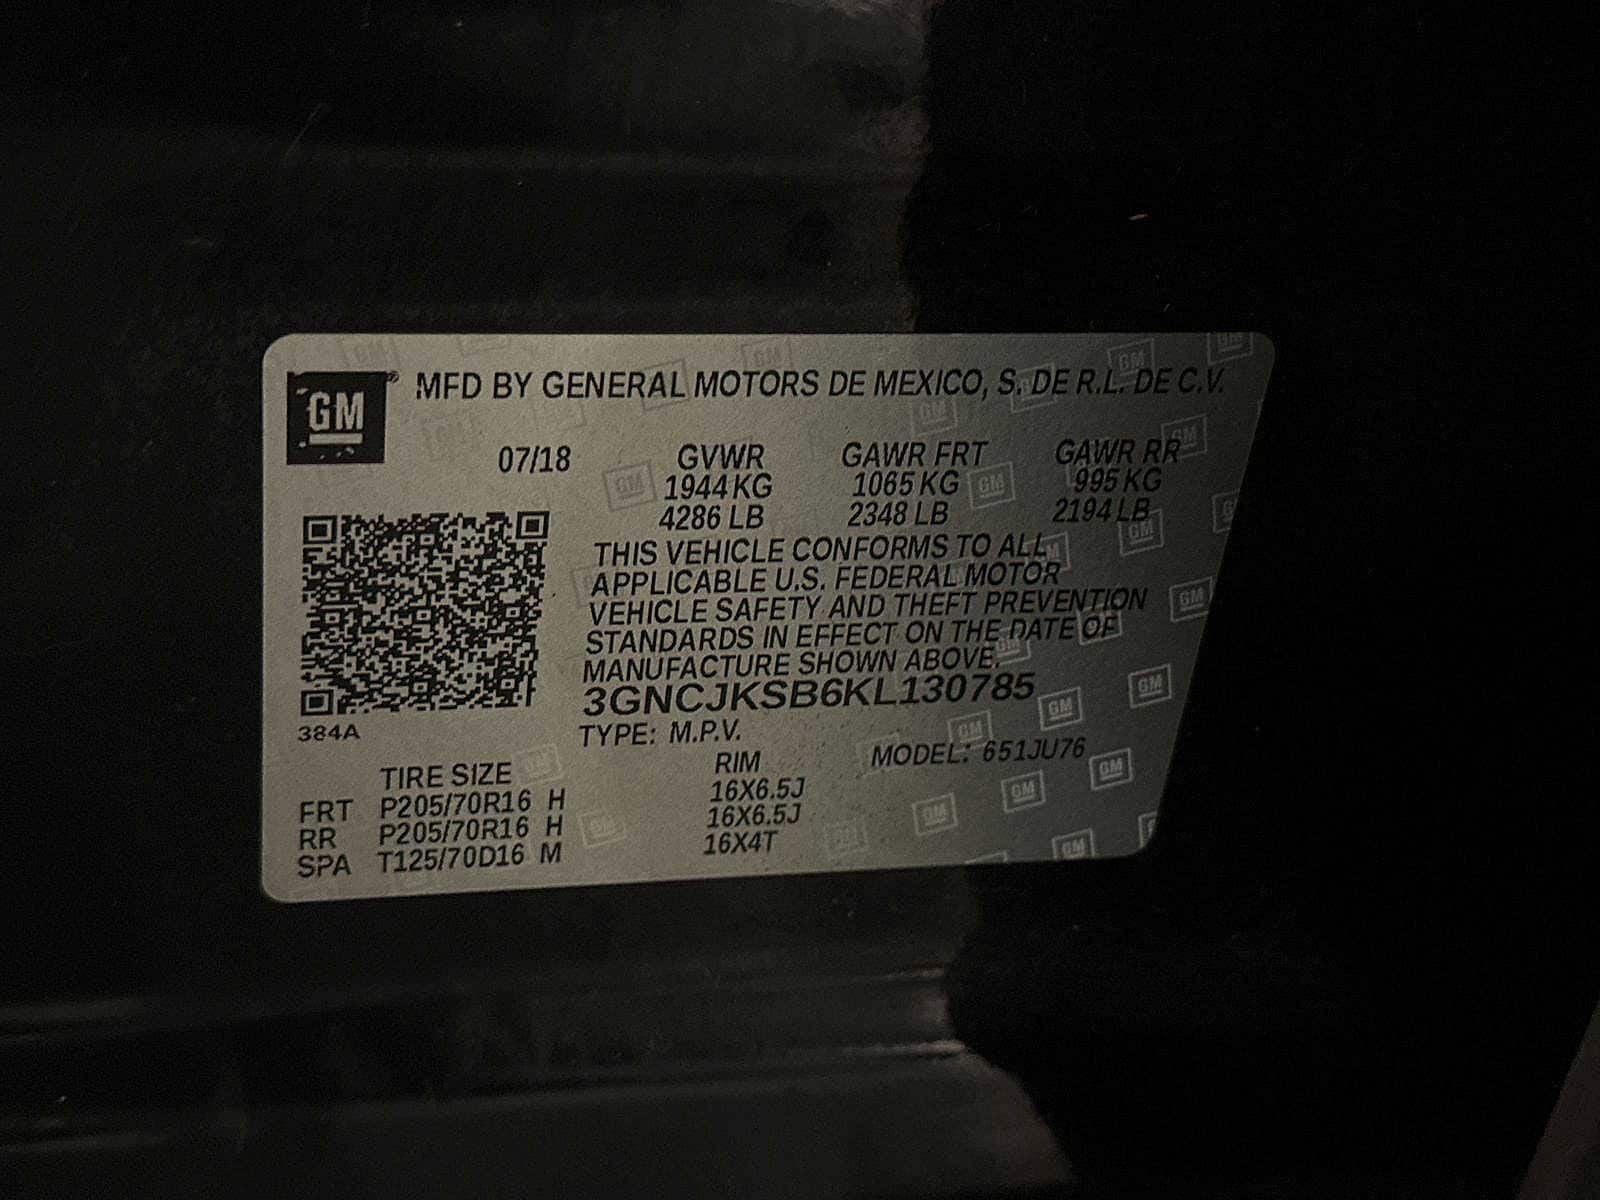 GM
MFD BY GENERAL MOTORS DE MEXICO, S. DE R.L. DE C.V.
07/18 GVWR GAWR FRT GAWR RR
1944 KG 1065 KG 995 KG
4286 LB 2348 LB 2194 LB
THIS VEHICLE CONFORMS TO ALL
APPLICABLE U.S. FEDERAL MOTOR
VEHICLE SAFETY AND THEFT PREVENTION
STANDARDS IN EFFECT ON THE DATE OF
MANUFACTURE SHOWN ABOVE.
3GNCJKSB6KL130785
384A
TYPE: M.P.V.
MODEL: 651JU76
TIRE SIZE RIM
FRT P205/70R16 H 16X6.5J
RR P205/70R16 H 16X6.5J
SPA T125/70D16 M 16X4T